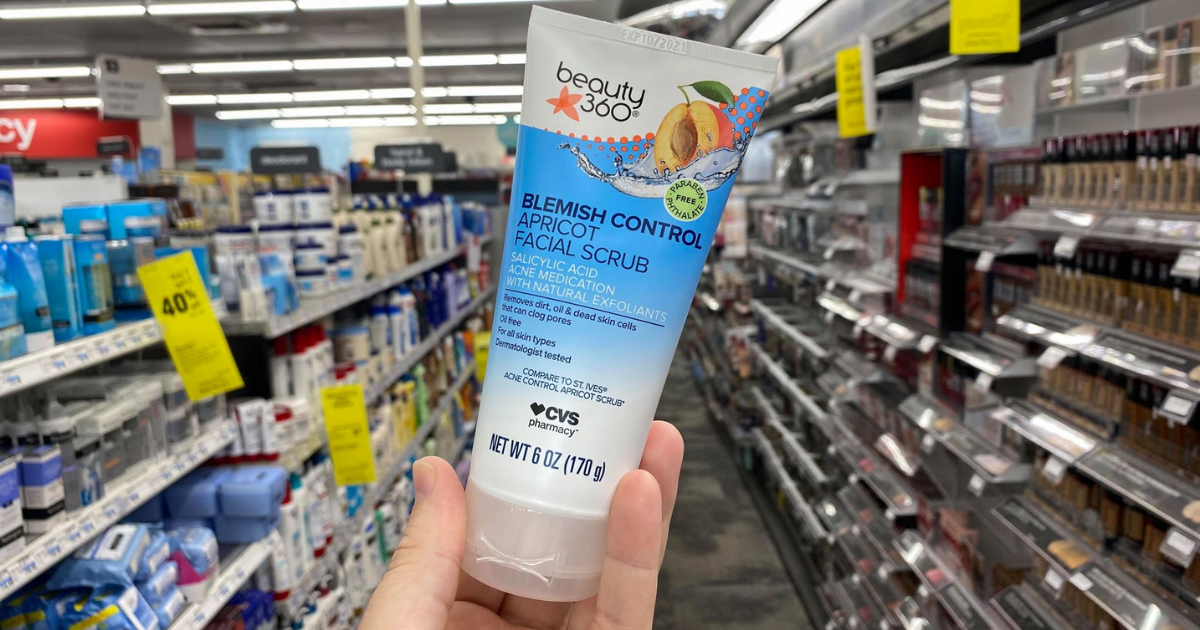 EXP.10/2021
beauty
360®
PARABEN
FREE
PHTHALATE
BLEMISH CONTROL
APRICOT
FACIAL SCRUB
SALICYLIC ACID
ACNE MEDICATION
WITH NATURAL EXFOLIANTS
Removes dirt, oil & dead skin cells
that can clog pores
Oil free
For all skin types
Dermatologist tested
COMPARE TO ST. IVES®
ACNE CONTROL APRICOT SCRUB*
CVS
pharmacy™
NET WT 6 OZ (170 g)
cy
40%